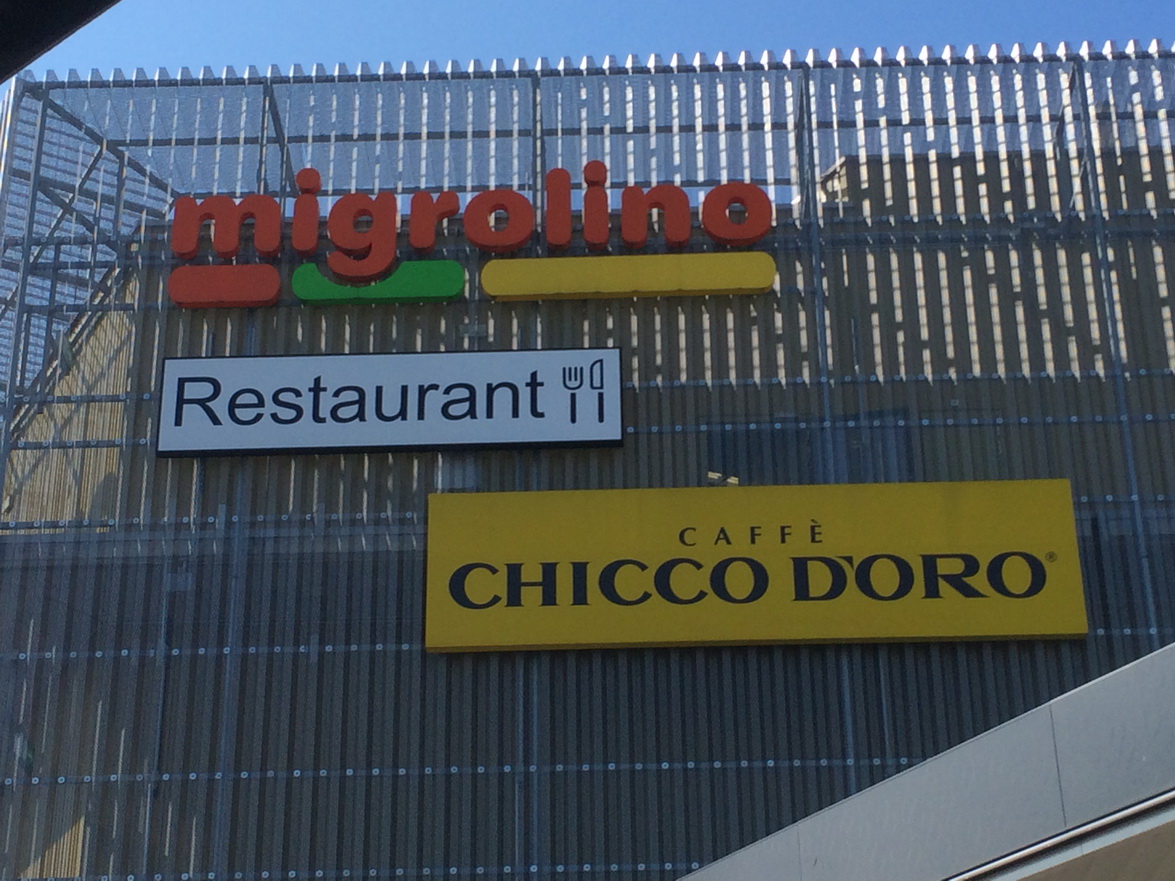 migrolino
Restaurant
CAFFÈ
CHICCO D'ORO®